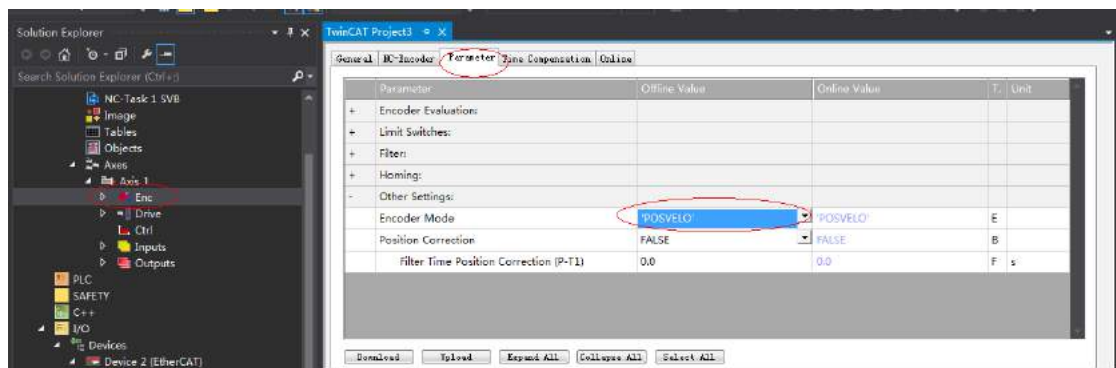 Solution Explorer
TwinCAT Project3
General NC-Encoder Parameter Time Compensation Online
Search Solution Explorer (Ctrl+;)
Parameter Offline Value Online Value T. Unit
NC-Task 1 SVB
+ Encoder Evaluation:
Image
+ Limit Switches:
Tables
Objects
+ Filter:
Axes
+ Homing:
Axis 1
- Other Settings:
Enc
Encoder Mode 'POSVELO' 'POSVELO' E
Drive
Position Correction FALSE FALSE B
Ctrl
Inputs
Filter Time Position Correction (P-T1) 0.0 0.0 F s
Outputs
PLC
SAFETY
C++
I/O
Devices
Download Upload Expand All Collapse All Select All
Device 2 (EtherCAT)